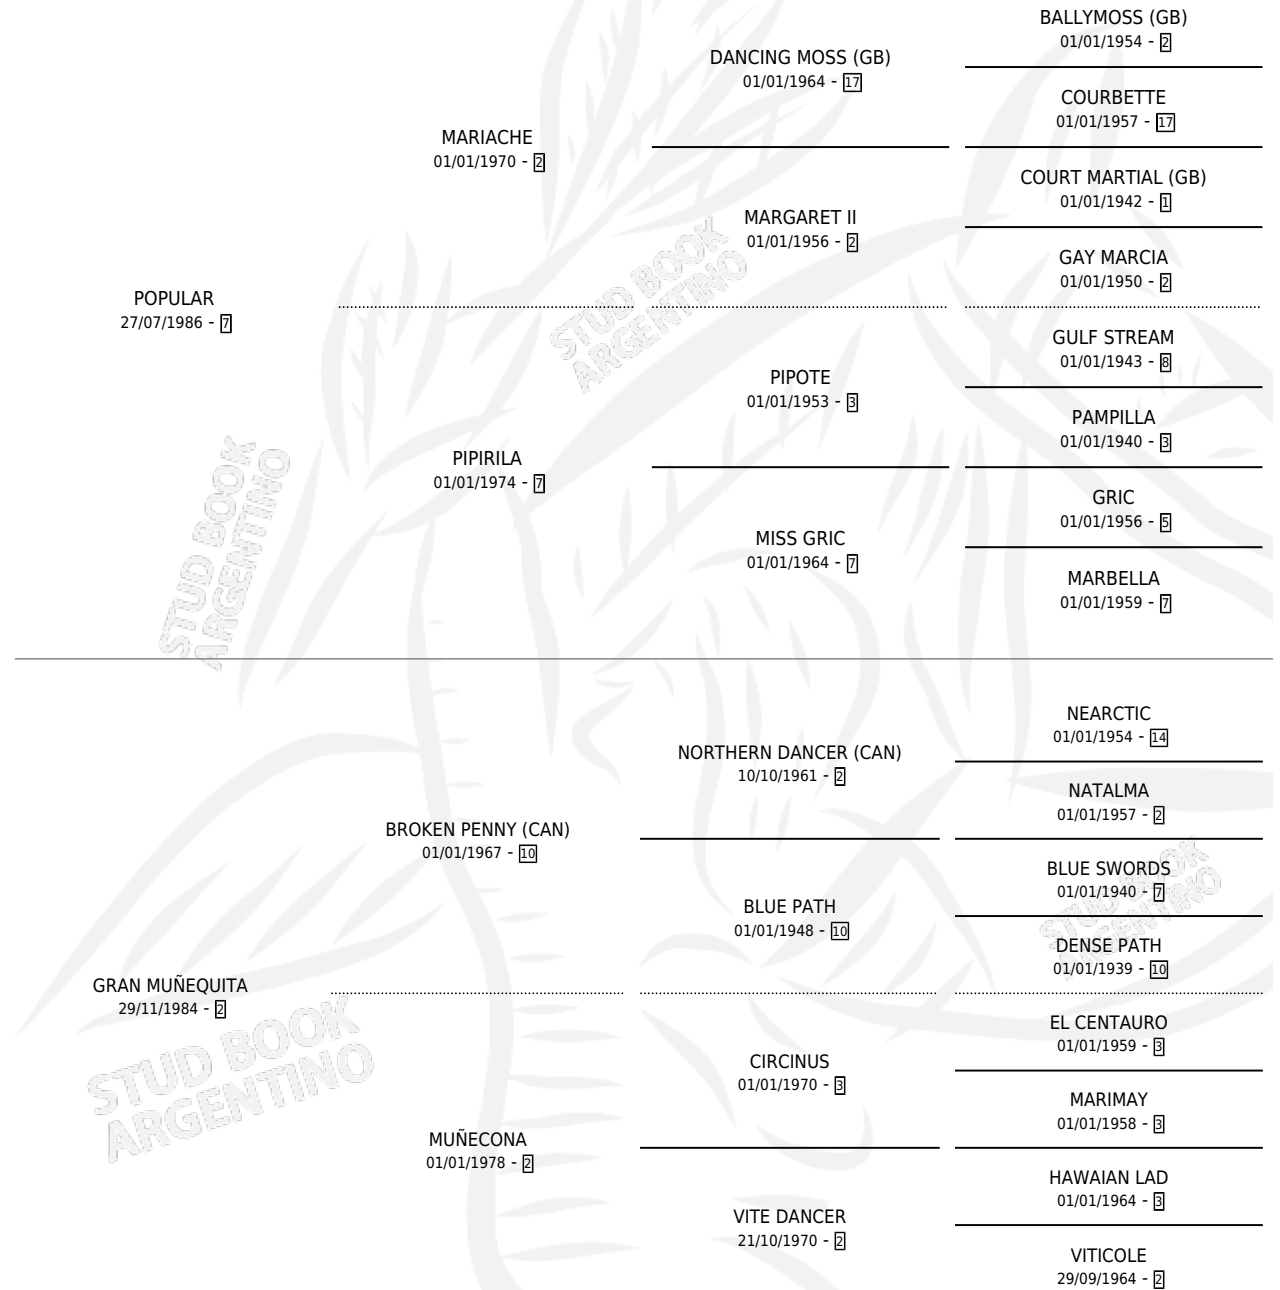 BALLYMOSS (GB)
01/01/1954 - 2
DANCING MOSS (GB)
01/01/1964 - 17
COURBETTE
01/01/1957 - 17
MARIACHE
01/01/1970 - 2
COURT MARTIAL (GB)
01/01/1942 - 1
MARGARET II
01/01/1956 - 2
GAY MARCIA
01/01/1950 - 2
POPULAR
27/07/1986 - 7
GULF STREAM
01/01/1943 - 8
PIPOTE
01/01/1953 - 3
PAMPILLA
01/01/1940 - 3
PIPIRILA
01/01/1974 - 7
GRIC
01/01/1956 - 5
MISS GRIC
01/01/1964 - 7
MARBELLA
01/01/1959 - 7
NEARCTIC
01/01/1954 - 14
NORTHERN DANCER (CAN)
10/10/1961 - 2
NATALMA
01/01/1957 - 2
BROKEN PENNY (CAN)
01/01/1967 - 10
BLUE SWORDS
01/01/1940 - 7
BLUE PATH
01/01/1948 - 10
DENSE PATH
01/01/1939 - 10
GRAN MUÑEQUITA
29/11/1984 - 2
EL CENTAURO
01/01/1959 - 3
CIRCINUS
01/01/1970 - 3
MARIMAY
01/01/1958 - 3
MUÑECONA
01/01/1978 - 2
HAWAIAN LAD
01/01/1964 - 3
VITE DANCER
21/10/1970 - 2
VITICOLE
29/09/1964 - 2
STUD BOOK
ARGENTINO
STUD BOOK
ARGENTINO
STUD BOOK
ARGENTINO
STUD BOOK
ARGENTINO